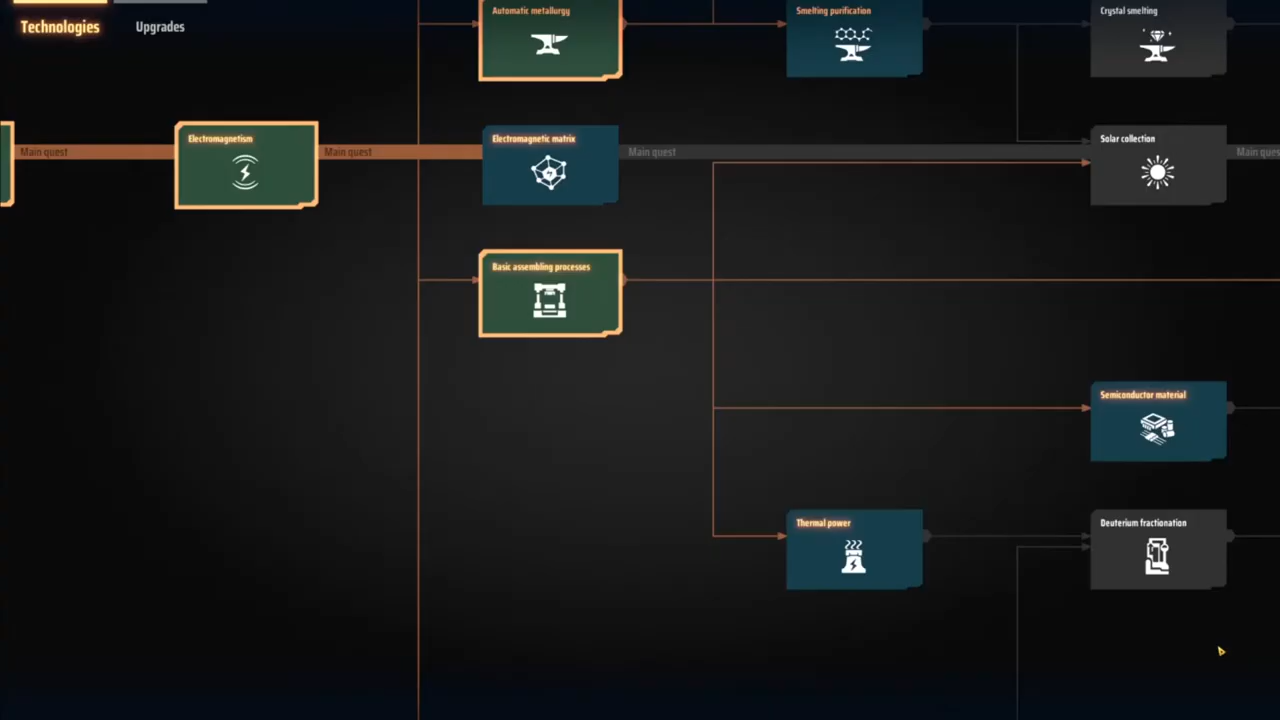 Technologies
Upgrades
Automatic metallurgy
Smelting purification
Crystal smelting
Electromagnetism
Electromagnetic matrix
Solar collection
Main quest
Main quest
Main quest
Main ques
Basic assembling processes
Semiconductor material
Thermal power
Deuterium fractionation